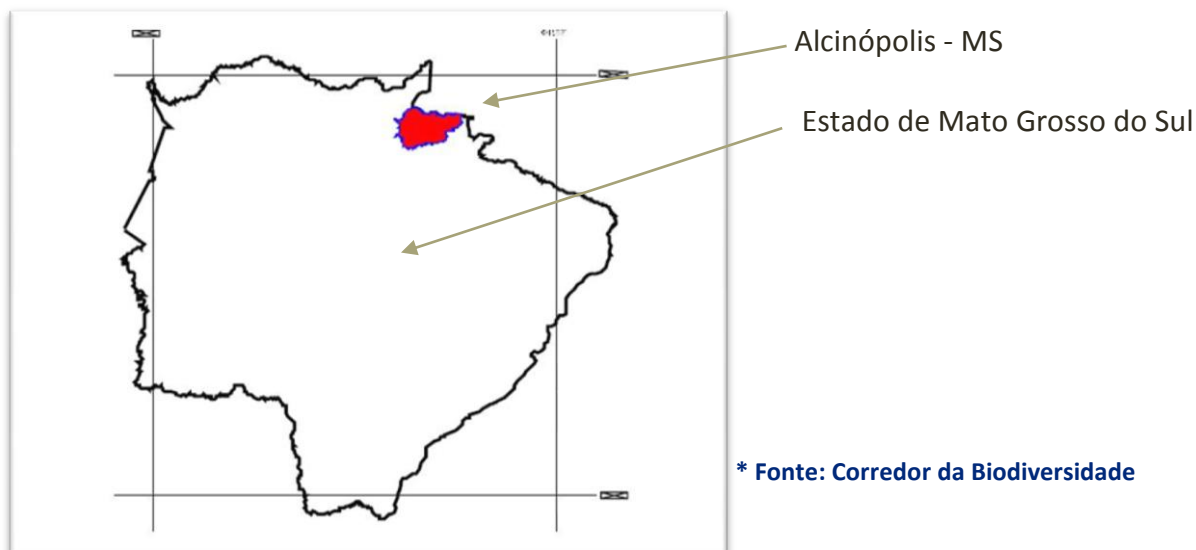 Alcinópolis - MS
Estado de Mato Grosso do Sul
* Fonte: Corredor da Biodiversidade